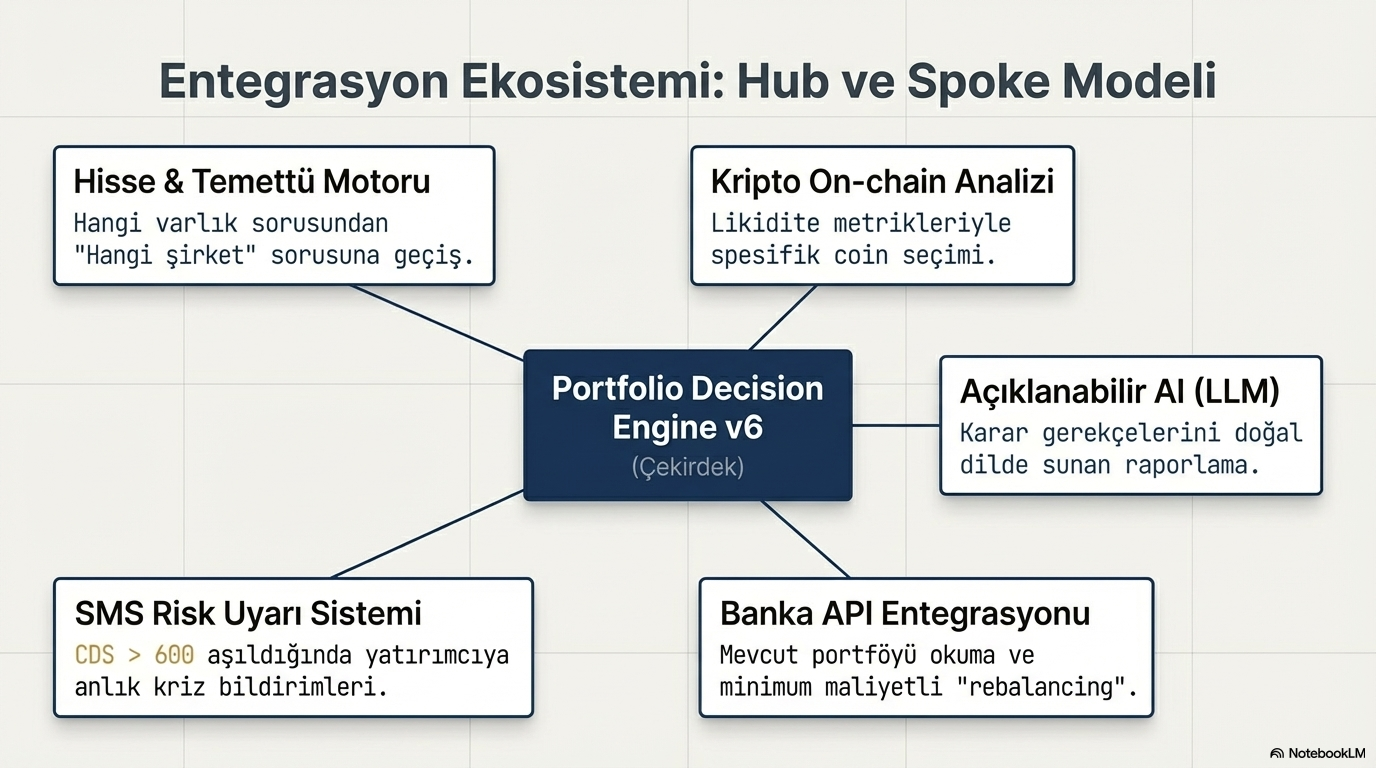 Entegrasyon Ekosistemi: Hub ve Spoke Modeli
Hisse & Temettü Motoru
Hangi varlık sorusundan
"Hangi şirket" sorusuna geçiş.
Kripto On-chain Analizi
Likidite metrikleriyle
spesifik coin seçimi.
Portfolio Decision
Engine v6
(Çekirdek)
Açıklanabilir AI (LLM)
Karar gerekçelerini doğal
dilde sunan raporlama.
SMS Risk Uyarı Sistemi
CDS > 600 aşıldığında yatırımcıya
anlık kriz bildirimleri.
Banka API Entegrasyonu
Mevcut portföyü okuma ve
minimum maliyetli "rebalancing".
NotebookLM